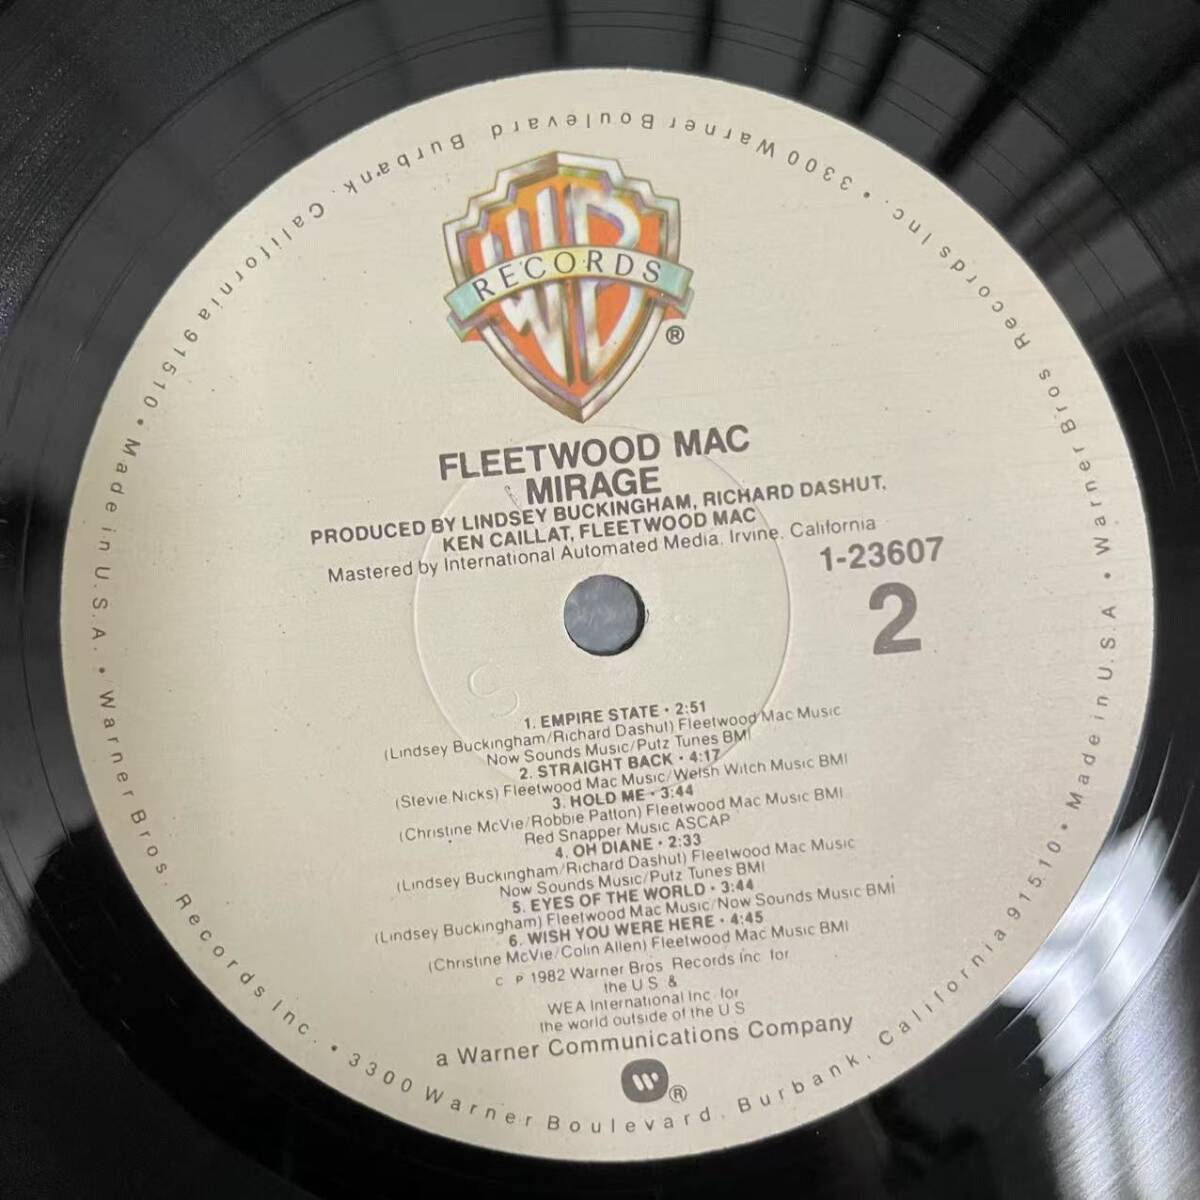 WB
RECORDS
®
FLEETWOOD MAC
MIRAGE
PRODUCED BY LINDSEY BUCKINGHAM, RICHARD DASHUT,
KEN CAILLAT, FLEETWOOD MAC
Mastered by International Automated Media, Irvine, California
1-23607
2
1. EMPIRE STATE • 2:51
(Lindsey Buckingham/Richard Dashut) Fleetwood Mac Music
Now Sounds Music/Putz Tunes BMI
2. STRAIGHT BACK • 4:17
(Stevie Nicks) Fleetwood Mac Music/Welsh Witch Music BMI
3. HOLD ME • 3:44
(Christine McVie/Robbie Patton) Fleetwood Mac Music BMI
Red Snapper Music ASCAP
4. OH DIANE • 2:33
(Lindsey Buckingham/Richard Dashut) Fleetwood Mac Music
Now Sounds Music/Putz Tunes BMI
5. EYES OF THE WORLD • 3:44
(Lindsey Buckingham) Fleetwood Mac Music/Now Sounds Music BMI
6. WISH YOU WERE HERE • 4:45
(Christine McVie/Colin Allen) Fleetwood Mac Music BMI
C P 1982 Warner Bros Records Inc for
the U S &
WEA International Inc. for
the world outside of the U S
a Warner Communications Company
®
Made in U.S.A. • Warner Bros. Records Inc. • 3300 Warner Boulevard, Burbank, California 91510 • Made in U.S.A • Warner Bros Records Inc. • 3300 Warner Boulevard Burbank, California 91510 •